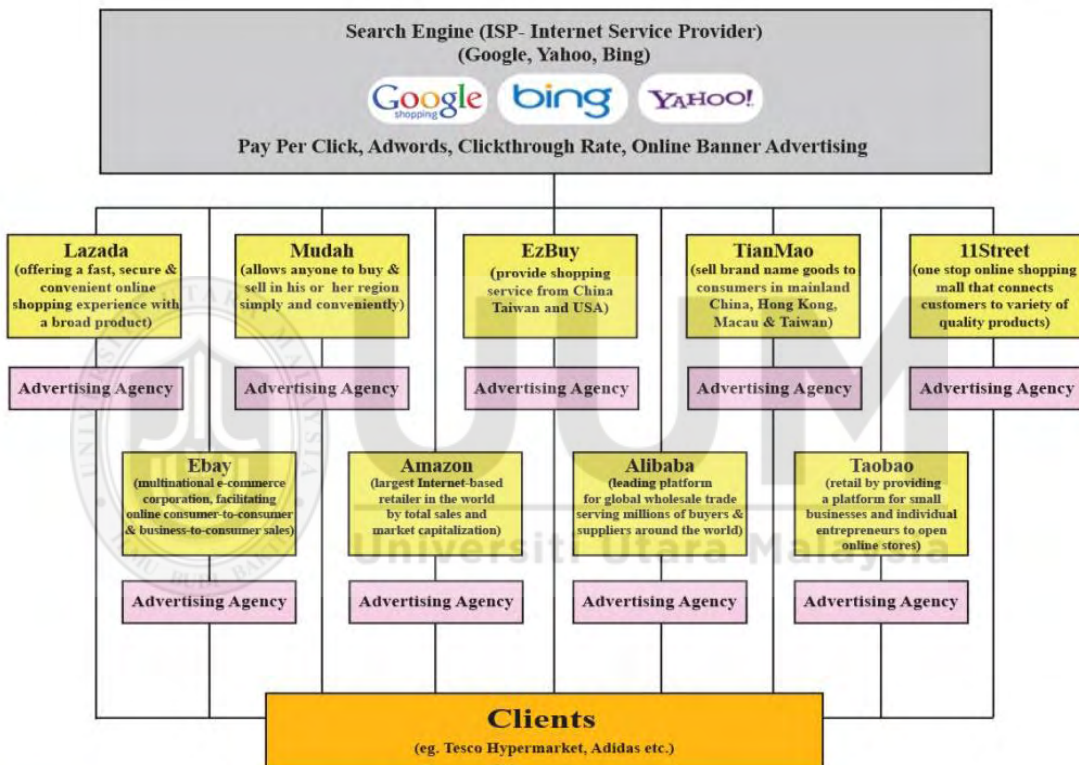 Search Engine (ISP- Internet Service Provider)
(Google, Yahoo, Bing)
Google
shopping
bing
YAHOO!
Pay Per Click, Adwords, Clickthrough Rate, Online Banner Advertising
Lazada
(offering a fast, secure &
convenient online
shopping experience with
a broad product)
Mudah
(allows anyone to buy &
sell in his or her region
simply and conveniently)
EzBuy
(provide shopping
service from China
Taiwan and USA)
TianMao
(sell brand name goods to
consumers in mainland
China, Hong Kong,
Macau & Taiwan)
11Street
(one stop online shopping
mall that connects
customers to variety of
quality products)
Advertising Agency
Advertising Agency
Advertising Agency
Advertising Agency
Advertising Agency
Ebay
(multinational e-commerce
corporation, facilitating
online consumer-to-consumer
& business-to-consumer sales)
Amazon
(largest Internet-based
retailer in the world
by total sales and
market capitalization)
Alibaba
(leading platform
for global wholesale trade
serving millions of buyers &
suppliers around the world)
Taobao
(retail by providing
a platform for small
businesses and individual
entrepreneurs to open
online stores)
Advertising Agency
Advertising Agency
Advertising Agency
Advertising Agency
Clients
(eg. Tesco Hypermarket, Adidas etc.)
UUM
Universiti Utara Malaysia
UNIVERSITI UTARA MALAYSIA
ILMU BUDI BAKTI